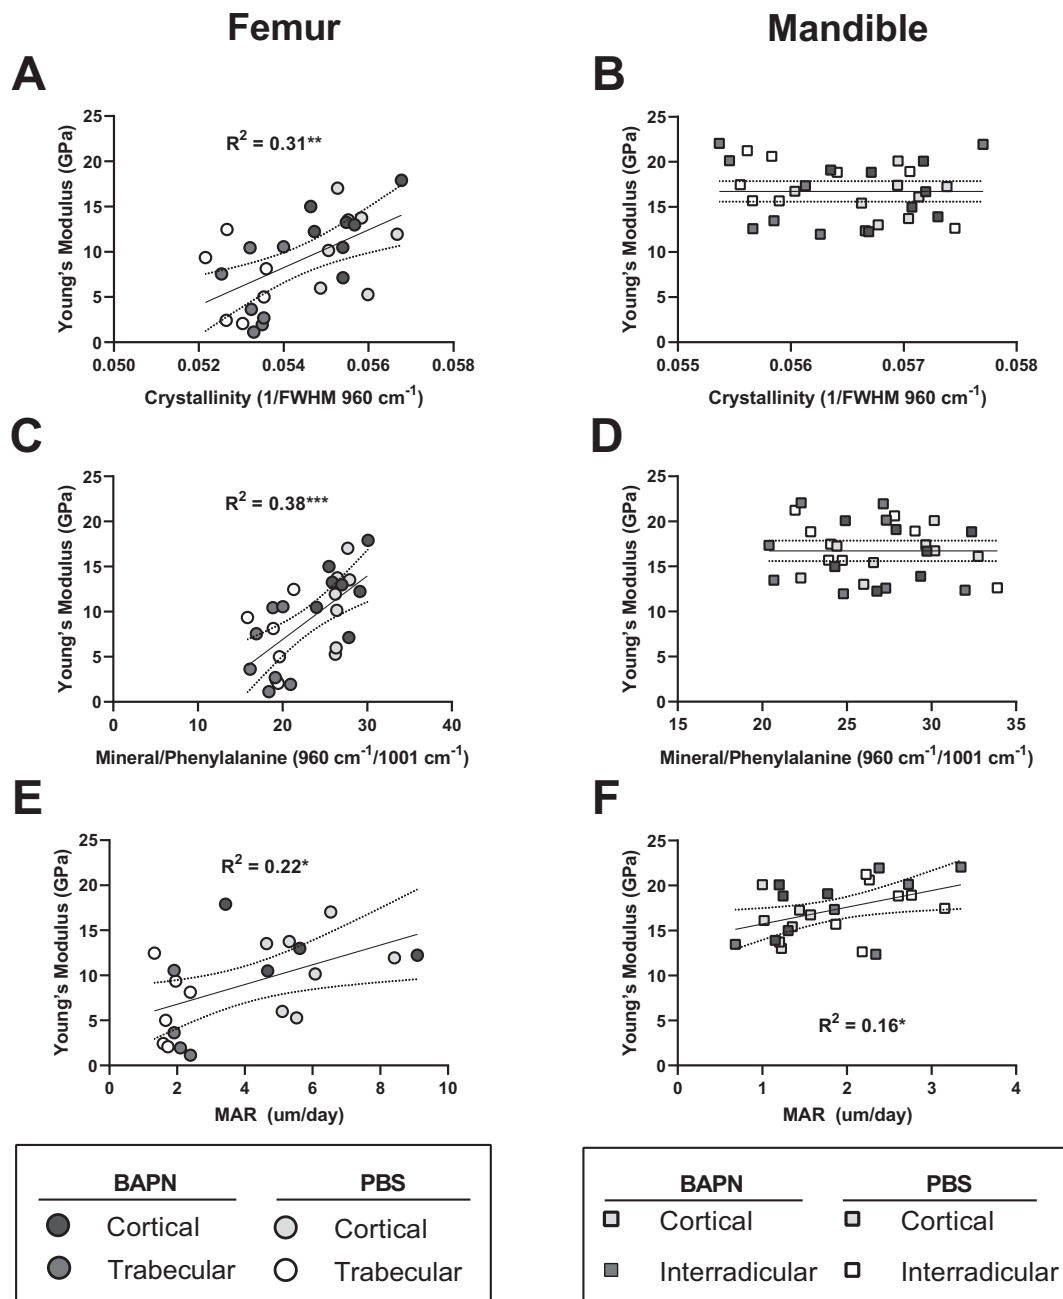 Femur
Mandible
A
25
20
15
10
5
0
Young's Modulus (GPa)
R² = 0.31**
0.050
0.052
0.054
0.056
0.058
Crystallinity (1/FWHM 960 cm⁻¹)
B
25
20
15
10
5
0
Young's Modulus (GPa)
0.055
0.056
0.057
0.058
Crystallinity (1/FWHM 960 cm⁻¹)
C
25
20
15
10
5
0
Young's Modulus (GPa)
R² = 0.38***
0
10
20
30
40
Mineral/Phenylalanine (960 cm⁻¹/1001 cm⁻¹)
D
25
20
15
10
5
0
Young's Modulus (GPa)
15
20
25
30
35
Mineral/Phenylalanine (960 cm⁻¹/1001 cm⁻¹)
E
25
20
15
10
5
0
Young's Modulus (GPa)
R² = 0.22*
0
2
4
6
8
10
MAR (um/day)
F
25
20
15
10
5
0
Young's Modulus (GPa)
R² = 0.16*
0
1
2
3
4
MAR (um/day)
BAPN
PBS
Cortical
Cortical
Trabecular
Trabecular
BAPN
PBS
Cortical
Cortical
Interradicular
Interradicular